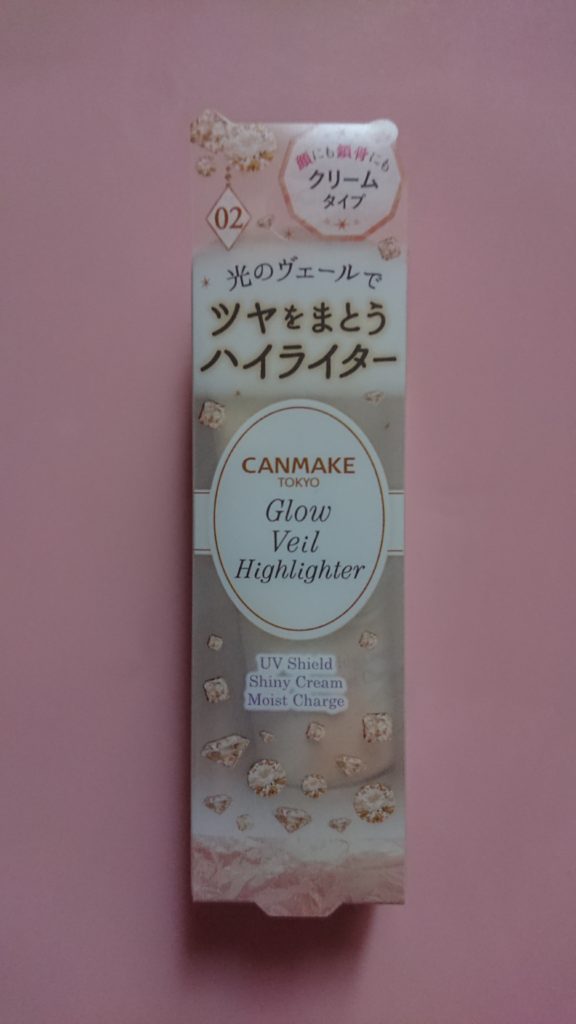 顔にも鎖骨にも
クリーム
タイプ
02
光のヴェールで
ツヤをまとう
ハイライター
CANMAKE
TOKYO
Glow
Veil
Highlighter
UV Shield
Shiny Cream
Moist Charge